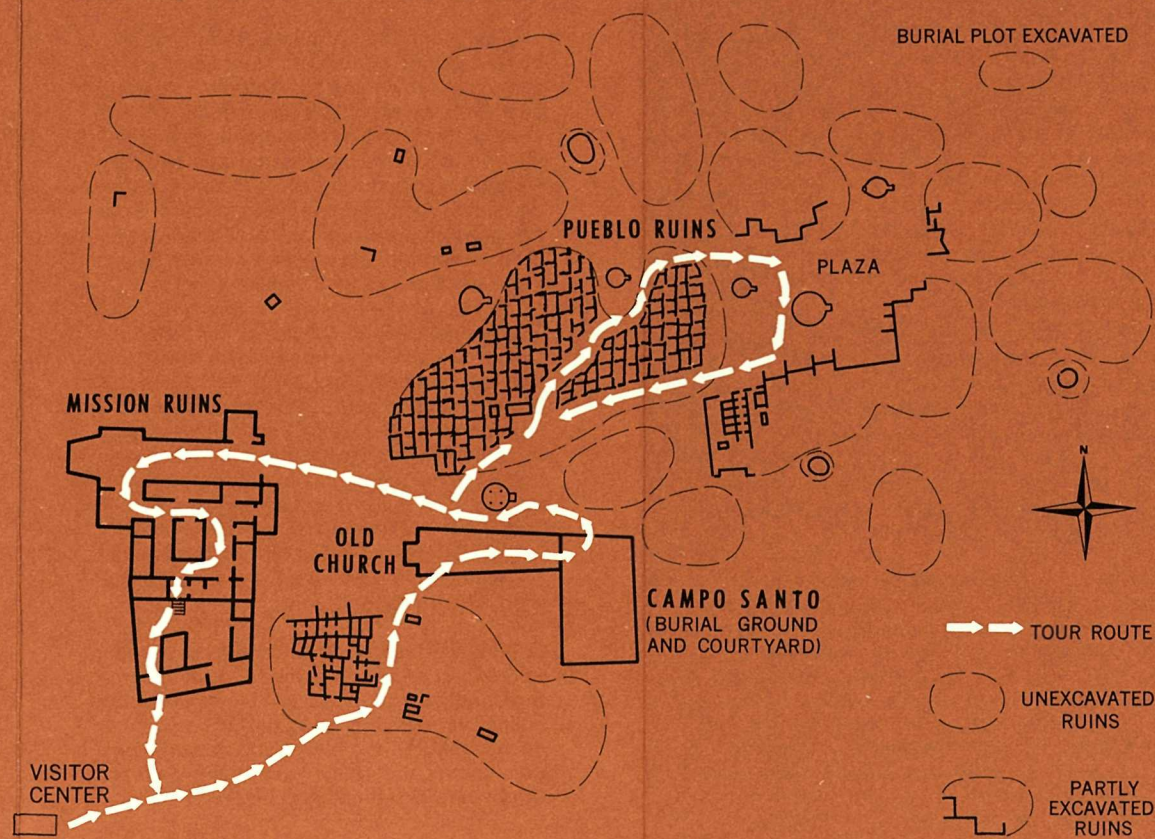 BURIAL PLOT EXCAVATED
PUEBLO RUINS
PLAZA
MISSION RUINS
N
OLD
CHURCH
CAMPO SANTO
(BURIAL GROUND
AND COURTYARD)
TOUR ROUTE
UNEXCAVATED
RUINS
VISITOR
CENTER
PARTLY
EXCAVATED
RUINS